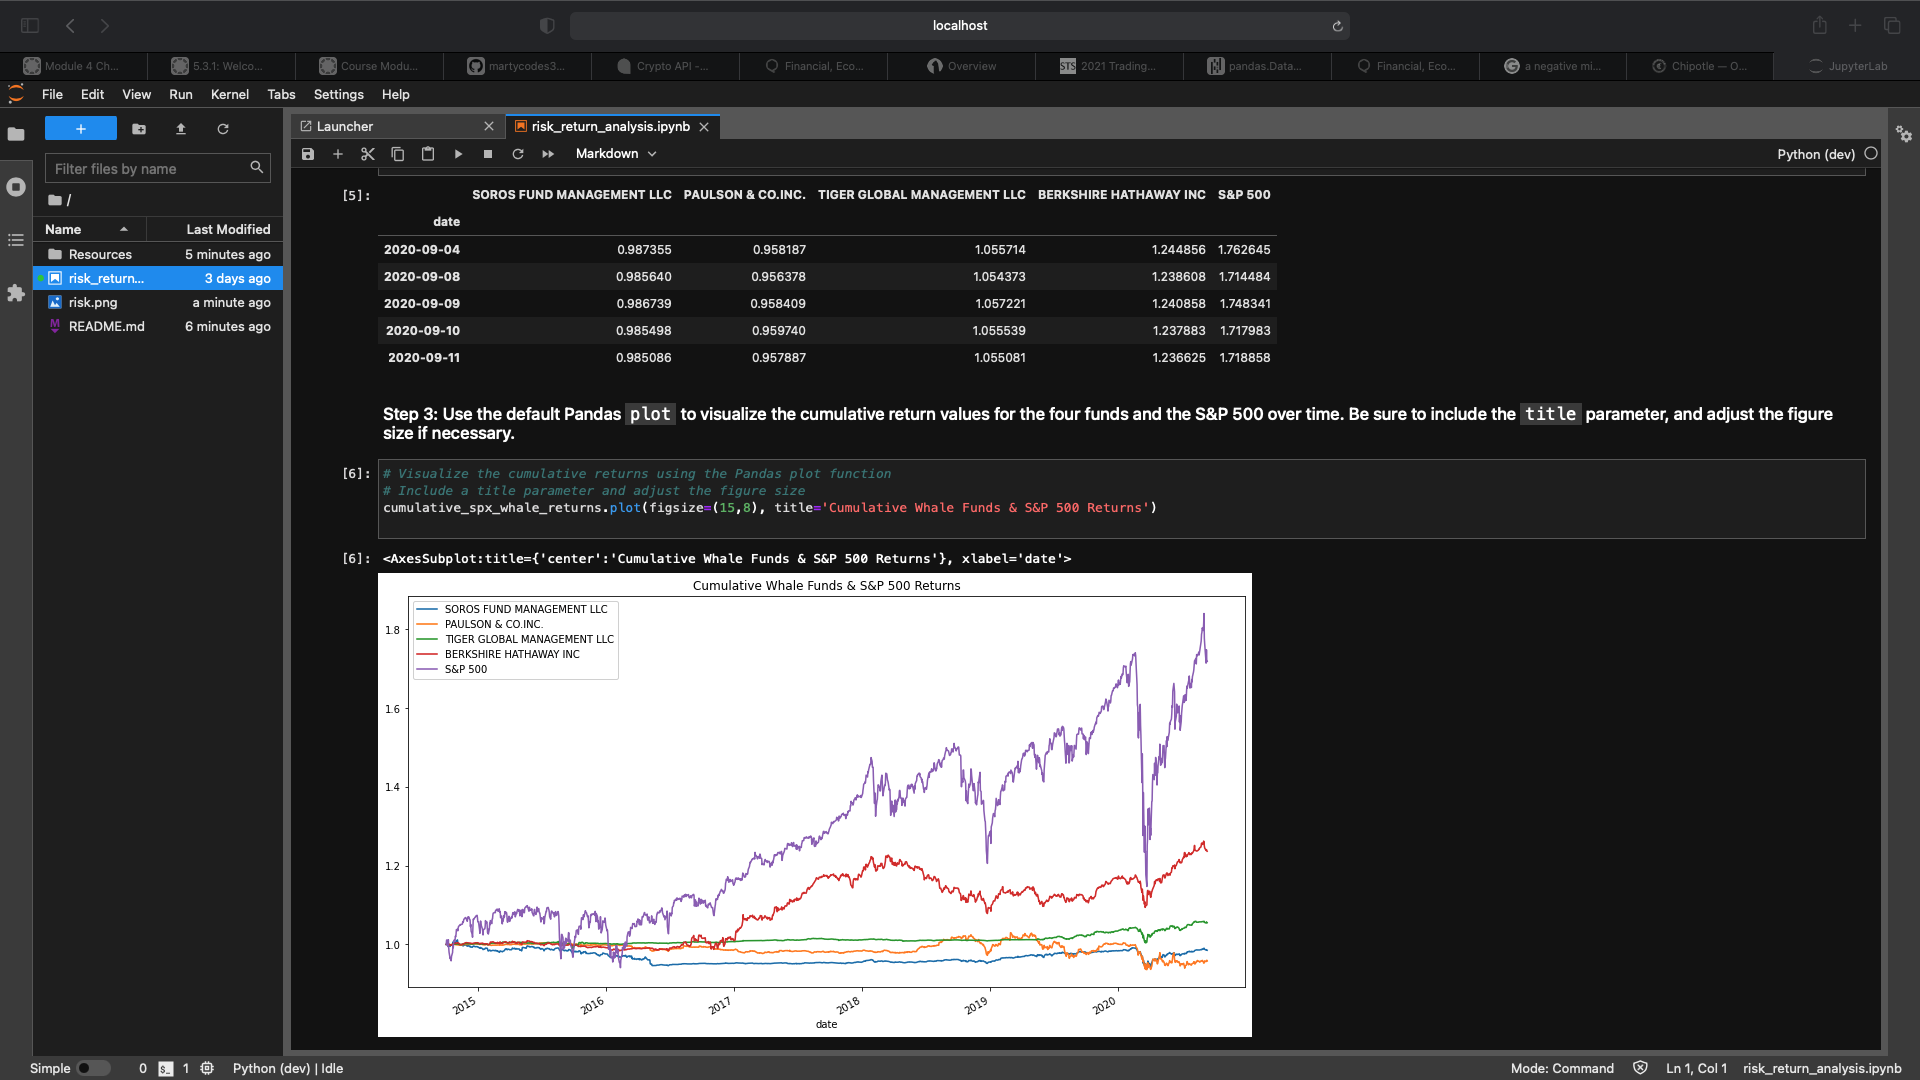 localhost
Module 4 Ch...
5.3.1: Welco...
Course Modu...
martycodes3...
Crypto API -...
Financial, Eco...
Overview
STS 2021 Trading...
pandas.Data...
Financial, Eco...
a negative mi...
Chipotle — O...
JupyterLab
File Edit View Run Kernel Tabs Settings Help
Launcher
risk_return_analysis.ipynb
Markdown
Python (dev)
Filter files by name
/
Name Last Modified
Resources 5 minutes ago
risk_return... 3 days ago
risk.png a minute ago
README.md 6 minutes ago
[5]:
SOROS FUND MANAGEMENT LLC PAULSON & CO.INC. TIGER GLOBAL MANAGEMENT LLC BERKSHIRE HATHAWAY INC S&P 500
date
2020-09-04 0.987355 0.958187 1.055714 1.244856 1.762645
2020-09-08 0.985640 0.956378 1.054373 1.238608 1.714484
2020-09-09 0.986739 0.958409 1.057221 1.240858 1.748341
2020-09-10 0.985498 0.959740 1.055539 1.237883 1.717983
2020-09-11 0.985086 0.957887 1.055081 1.236625 1.718858
Step 3: Use the default Pandas plot to visualize the cumulative return values for the four funds and the S&P 500 over time. Be sure to include the title parameter, and adjust the figure
size if necessary.
[6]:
# Visualize the cumulative returns using the Pandas plot function
# Include a title parameter and adjust the figure size
cumulative_spx_whale_returns.plot(figsize=(15,8), title='Cumulative Whale Funds & S&P 500 Returns')
[6]: <AxesSubplot:title={'center':'Cumulative Whale Funds & S&P 500 Returns'}, xlabel='date'>
Cumulative Whale Funds & S&P 500 Returns
SOROS FUND MANAGEMENT LLC
PAULSON & CO.INC.
TIGER GLOBAL MANAGEMENT LLC
BERKSHIRE HATHAWAY INC
S&P 500
1.8
1.6
1.4
1.2
1.0
2015 2016 2017 2018 2019 2020
date
Simple 0 1 Python (dev) | Idle
Mode: Command Ln 1, Col 1 risk_return_analysis.ipynb